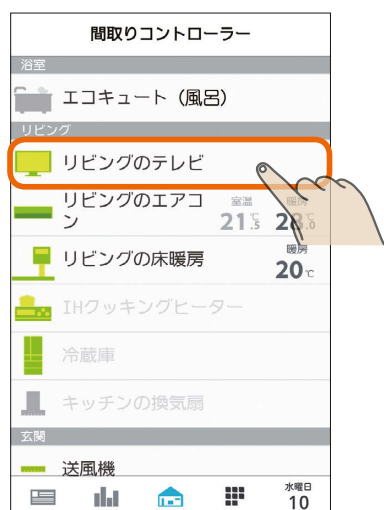 間取りコントローラー
浴室
エコキュート（風呂）
リビング
リビングのテレビ
リビングのエアコ
ン
室温
21℃.5
暖房
28℃.0
リビングの床暖房
暖房
20℃
IHクッキングヒーター
冷蔵庫
キッチンの換気扇
玄関
送風機
水曜日
10